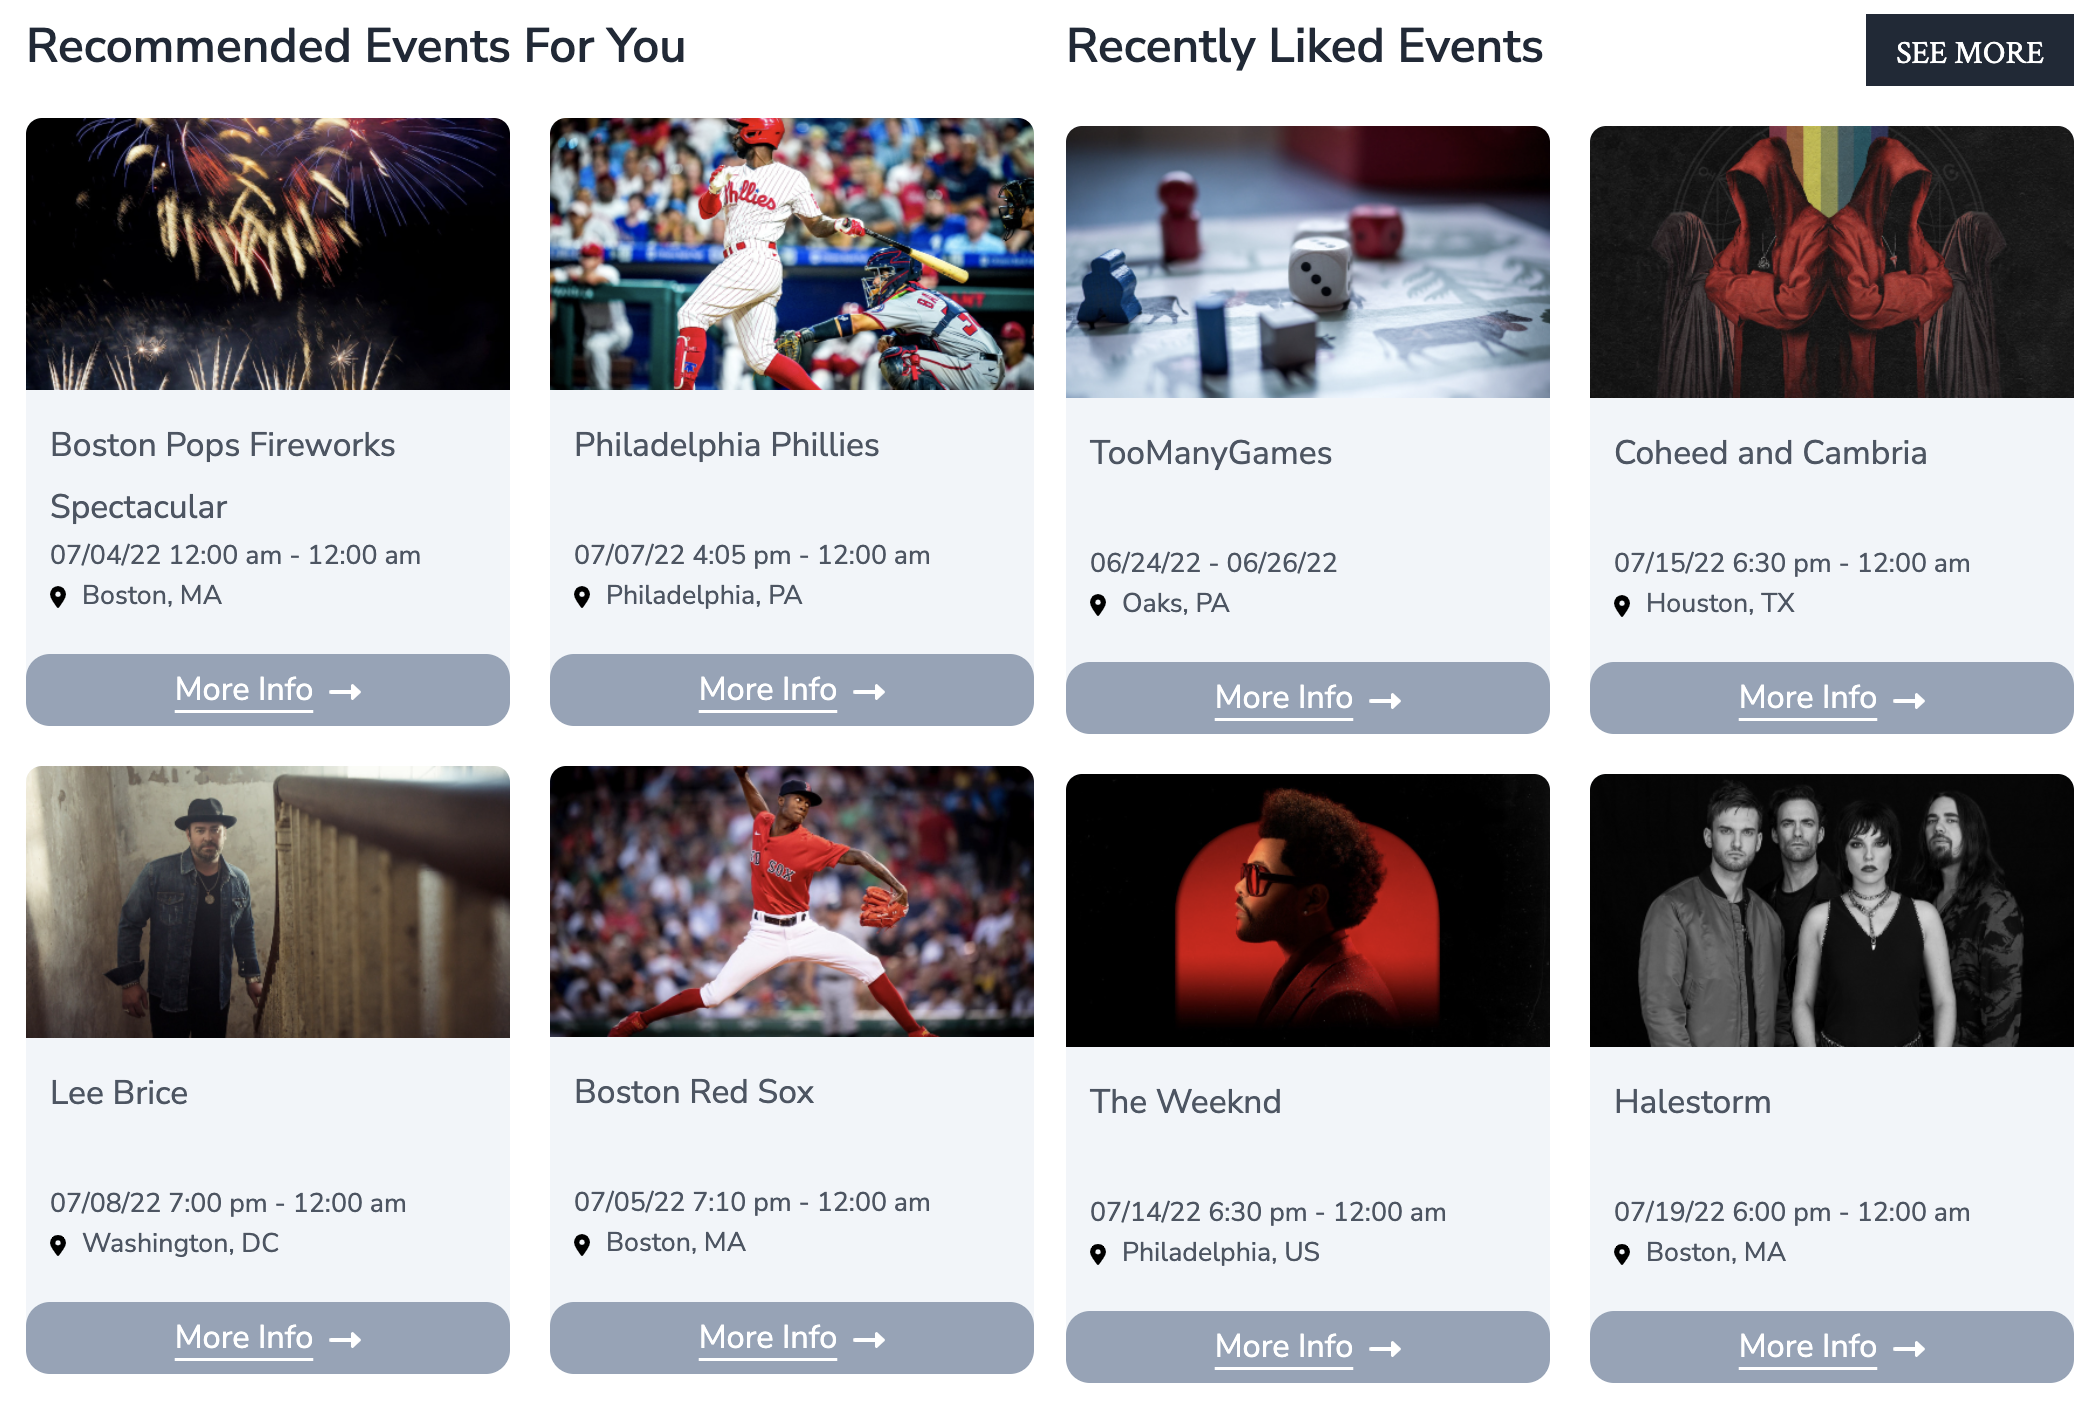 Recommended Events For You
Boston Pops Fireworks
Spectacular
07/04/22 12:00 am - 12:00 am
Boston, MA
More Info
Phillies
Philadelphia Phillies
07/07/22 4:05 pm - 12:00 am
Philadelphia, PA
More Info
Lee Brice
07/08/22 7:00 pm - 12:00 am
Washington, DC
More Info
SOX
Boston Red Sox
07/05/22 7:10 pm - 12:00 am
Boston, MA
More Info
Recently Liked Events
SEE MORE
TooManyGames
06/24/22 - 06/26/22
Oaks, PA
More Info
Coheed and Cambria
07/15/22 6:30 pm - 12:00 am
Houston, TX
More Info
The Weeknd
07/14/22 6:30 pm - 12:00 am
Philadelphia, US
More Info
Halestorm
07/19/22 6:00 pm - 12:00 am
Boston, MA
More Info